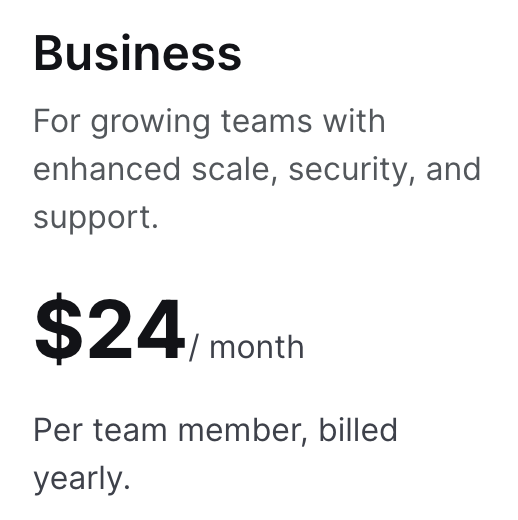 Business
For growing teams with
enhanced scale, security, and
support.
$24/ month
Per team member, billed
yearly.